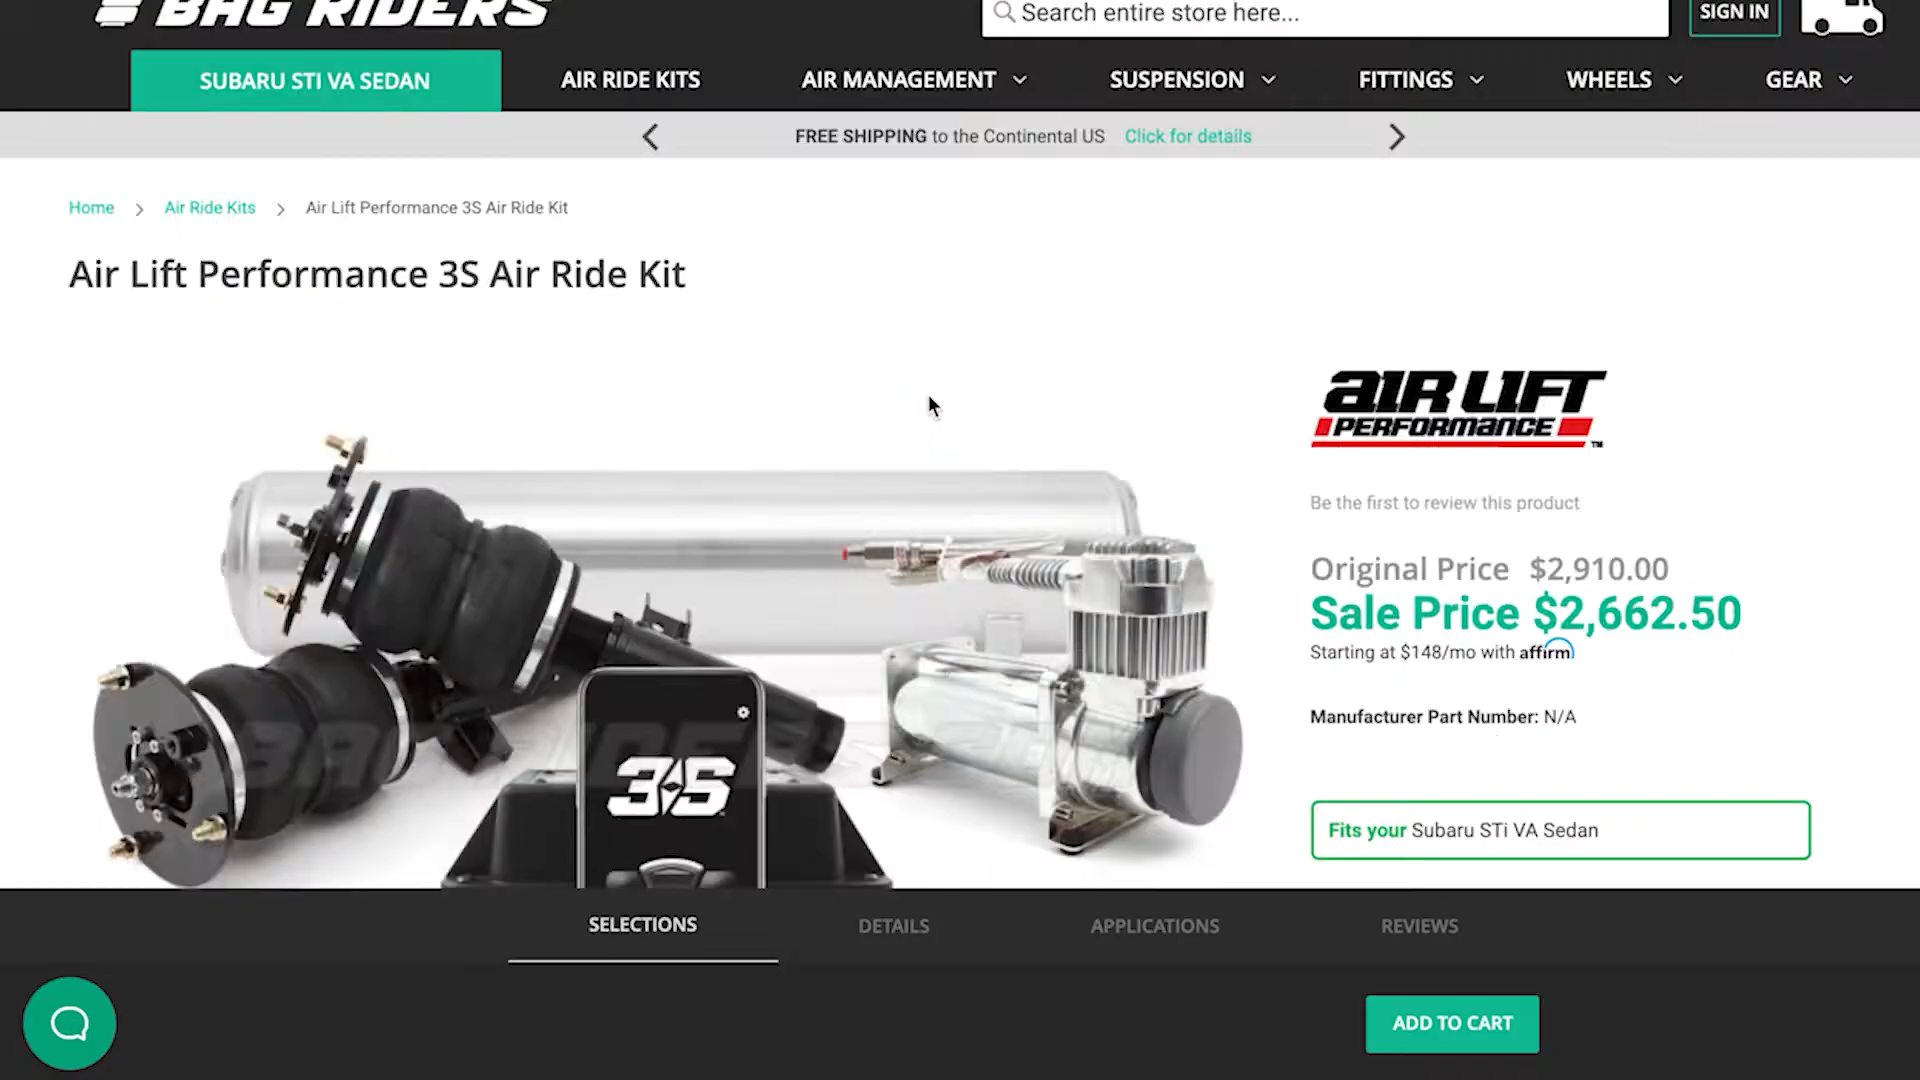 BAG RIDERS
Search entire store here...
SIGN IN
SUBARU STI VA SEDAN
AIR RIDE KITS
AIR MANAGEMENT
SUSPENSION
FITTINGS
WHEELS
GEAR
FREE SHIPPING to the Continental US Click for details
Home > Air Ride Kits > Air Lift Performance 3S Air Ride Kit
Air Lift Performance 3S Air Ride Kit
AIR LIFT
PERFORMANCE™
Be the first to review this product
Original Price $2,910.00
Sale Price $2,662.50
Starting at $148/mo with affirm
Manufacturer Part Number: N/A
BAG RIDERS
3S
Fits your Subaru STi VA Sedan
SELECTIONS
DETAILS
APPLICATIONS
REVIEWS
ADD TO CART